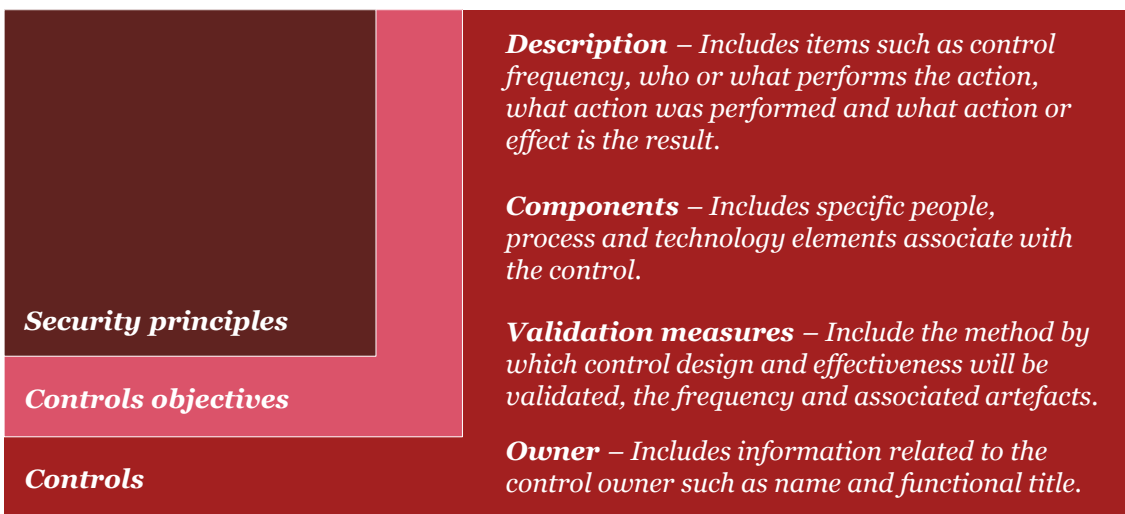 Description – Includes items such as control
frequency, who or what performs the action,
what action was performed and what action or
effect is the result.
Components – Includes specific people,
process and technology elements associate with
the control.
Security principles
Validation measures – Include the method by
which control design and effectiveness will be
validated, the frequency and associated artefacts.
Controls objectives
Owner – Includes information related to the
control owner such as name and functional title.
Controls